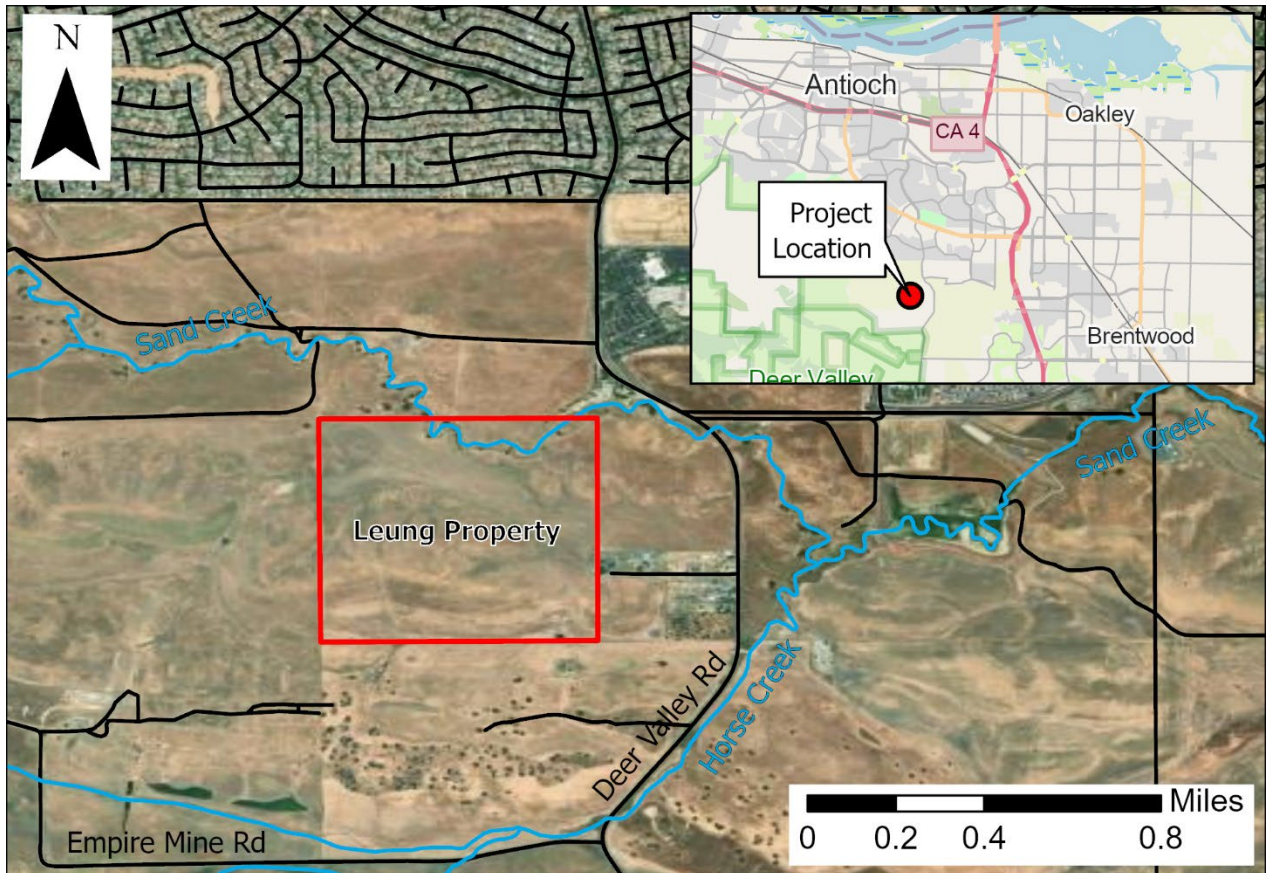 N
Antioch
Oakley
CA 4
Project
Location
Brentwood
Deer Valley
Sand Creek
Sand Creek
Leung Property
Deer Valley Rd
Horse Creek
Empire Mine Rd
Miles
0 0.2 0.4 0.8